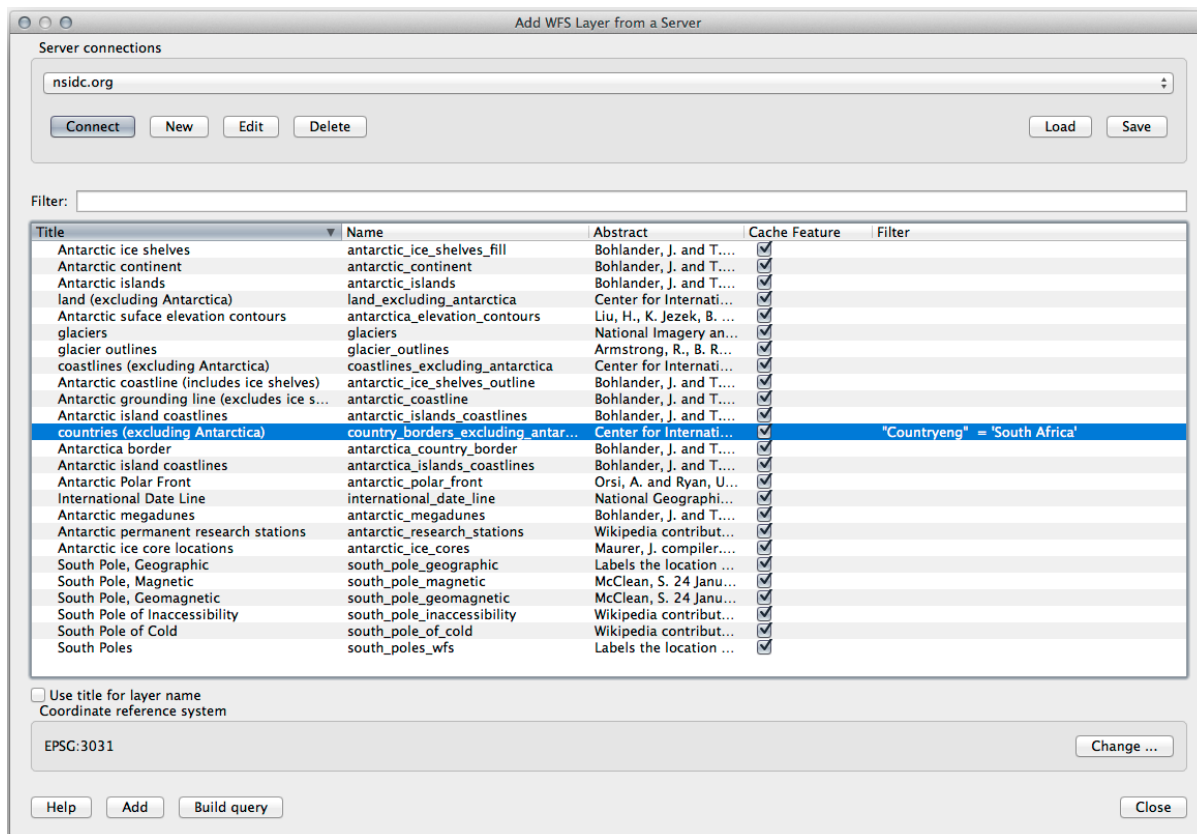 Add WFS Layer from a Server
Server connections
nsidc.org
Connect New Edit Delete Load Save
Filter:
Title Name Abstract Cache Feature Filter
Antarctic ice shelves antarctic_ice_shelves_fill Bohlander, J. and T....
Antarctic continent antarctic_continent Bohlander, J. and T....
Antarctic islands antarctic_islands Bohlander, J. and T....
land (excluding Antarctica) land_excluding_antarctica Center for Internati...
Antarctic suface elevation contours antarctica_elevation_contours Liu, H., K. Jezek, B. ...
glaciers glaciers National Imagery an...
glacier outlines glacier_outlines Armstrong, R., B. R...
coastlines (excluding Antarctica) coastlines_excluding_antarctica Center for Internati...
Antarctic coastline (includes ice shelves) antarctic_ice_shelves_outline Bohlander, J. and T....
Antarctic grounding line (excludes ice s... antarctic_coastline Bohlander, J. and T....
Antarctic island coastlines antarctic_islands_coastlines Bohlander, J. and T....
countries (excluding Antarctica) country_borders_excluding_antar... Center for Internati... "Countryeng" = 'South Africa'
Antarctica border antarctica_country_border Bohlander, J. and T....
Antarctic island coastlines antarctica_islands_coastlines Bohlander, J. and T....
Antarctic Polar Front antarctic_polar_front Orsi, A. and Ryan, U...
International Date Line international_date_line National Geographi...
Antarctic megadunes antarctic_megadunes Bohlander, J. and T....
Antarctic permanent research stations antarctic_research_stations Wikipedia contribut...
Antarctic ice core locations antarctic_ice_cores Maurer, J. compiler....
South Pole, Geographic south_pole_geographic Labels the location ...
South Pole, Magnetic south_pole_magnetic McClean, S. 24 Janu...
South Pole, Geomagnetic south_pole_geomagnetic McClean, S. 24 Janu...
South Pole of Inaccessibility south_pole_inaccessibility Wikipedia contribut...
South Pole of Cold south_pole_of_cold Wikipedia contribut...
South Poles south_poles_wfs Labels the location ...
Use title for layer name
Coordinate reference system
EPSG:3031 Change ...
Help Add Build query Close